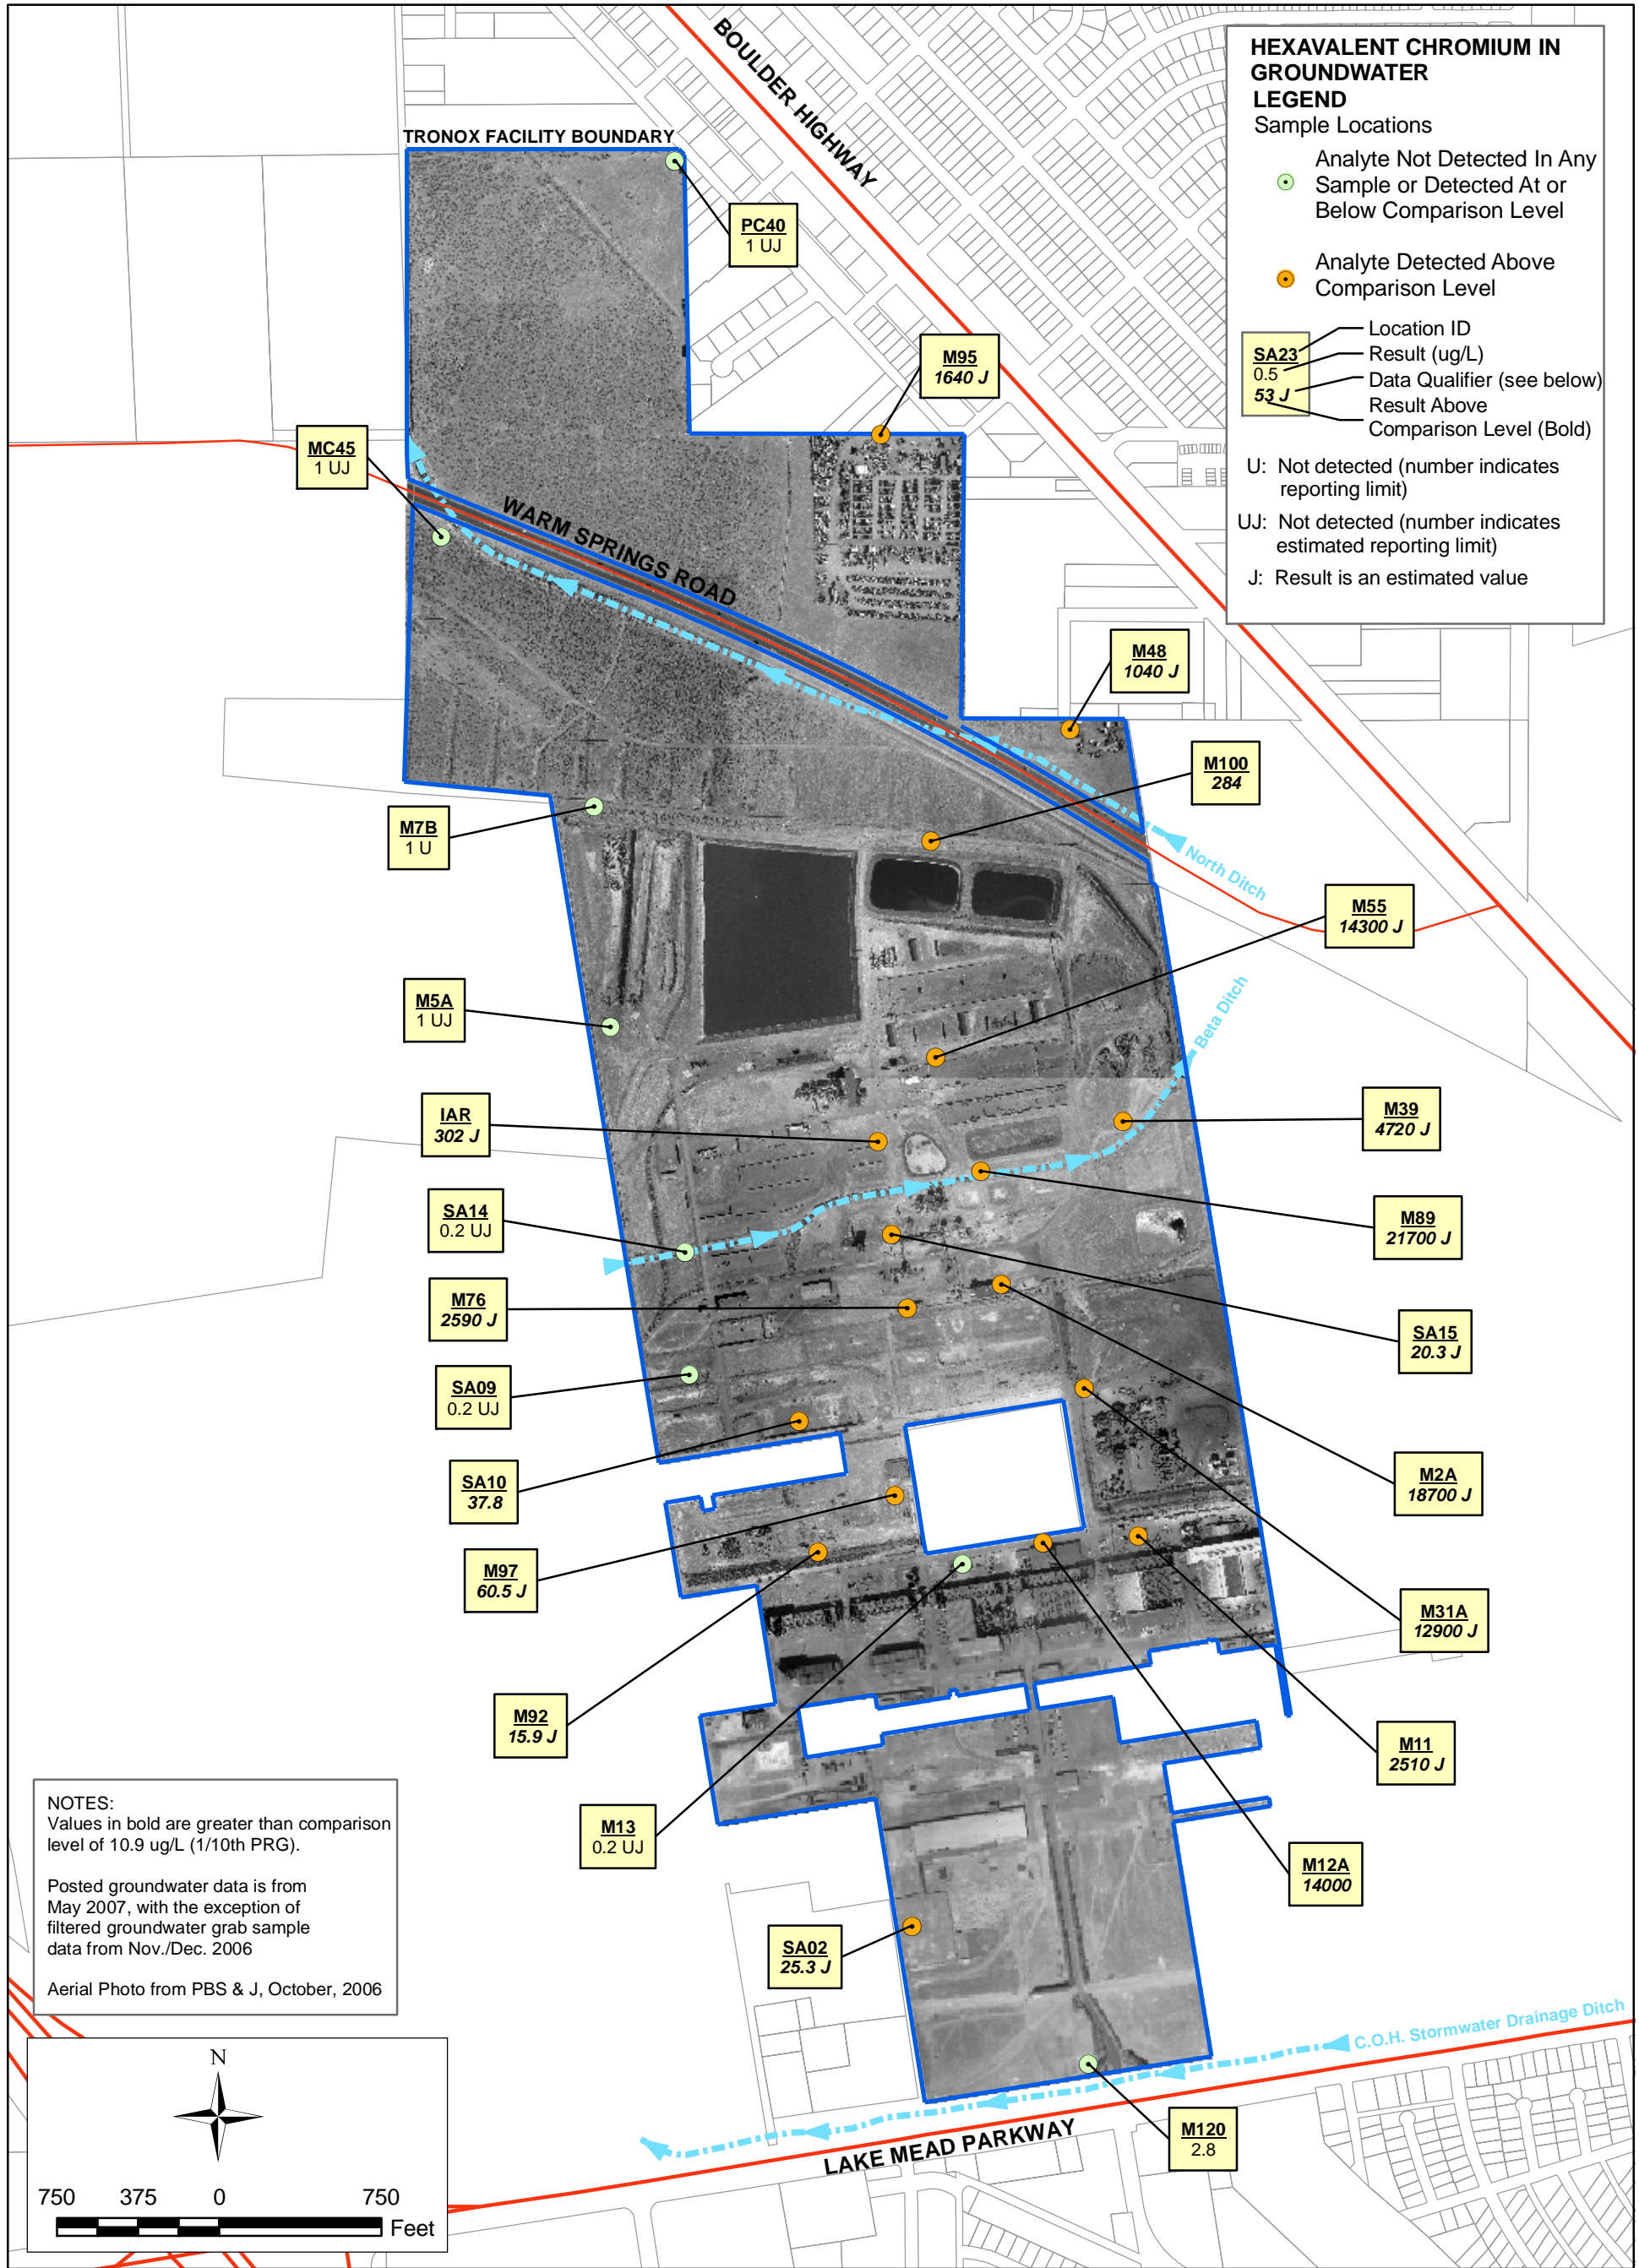 BOULDER HIGHWAY
HEXAVALENT CHROMIUM IN
GROUNDWATER
LEGEND
Sample Locations
Analyte Not Detected In Any
Sample or Detected At or
Below Comparison Level
Analyte Detected Above
Comparison Level
SA23
0.5
53 J
Location ID
Result (ug/L)
Data Qualifier (see below)
Result Above
Comparison Level (Bold)
U: Not detected (number indicates
reporting limit)
UJ: Not detected (number indicates
estimated reporting limit)
J: Result is an estimated value
TRONOX FACILITY BOUNDARY
PC40
1 UJ
M95
1640 J
MC45
1 UJ
WARM SPRINGS ROAD
M48
1040 J
M100
284
M7B
1 U
North Ditch
M55
14300 J
M5A
1 UJ
Beta Ditch
IAR
302 J
M39
4720 J
SA14
0.2 UJ
M89
21700 J
M76
2590 J
SA15
20.3 J
SA09
0.2 UJ
SA10
37.8
M2A
18700 J
M97
60.5 J
M31A
12900 J
M92
15.9 J
M11
2510 J
M13
0.2 UJ
M12A
14000
SA02
25.3 J
NOTES:
Values in bold are greater than comparison
level of 10.9 ug/L (1/10th PRG).
Posted groundwater data is from
May 2007, with the exception of
filtered groundwater grab sample
data from Nov./Dec. 2006
Aerial Photo from PBS & J, October, 2006
C.O.H. Stormwater Drainage Ditch
M120
2.8
LAKE MEAD PARKWAY
N
750 375 0 750
Feet